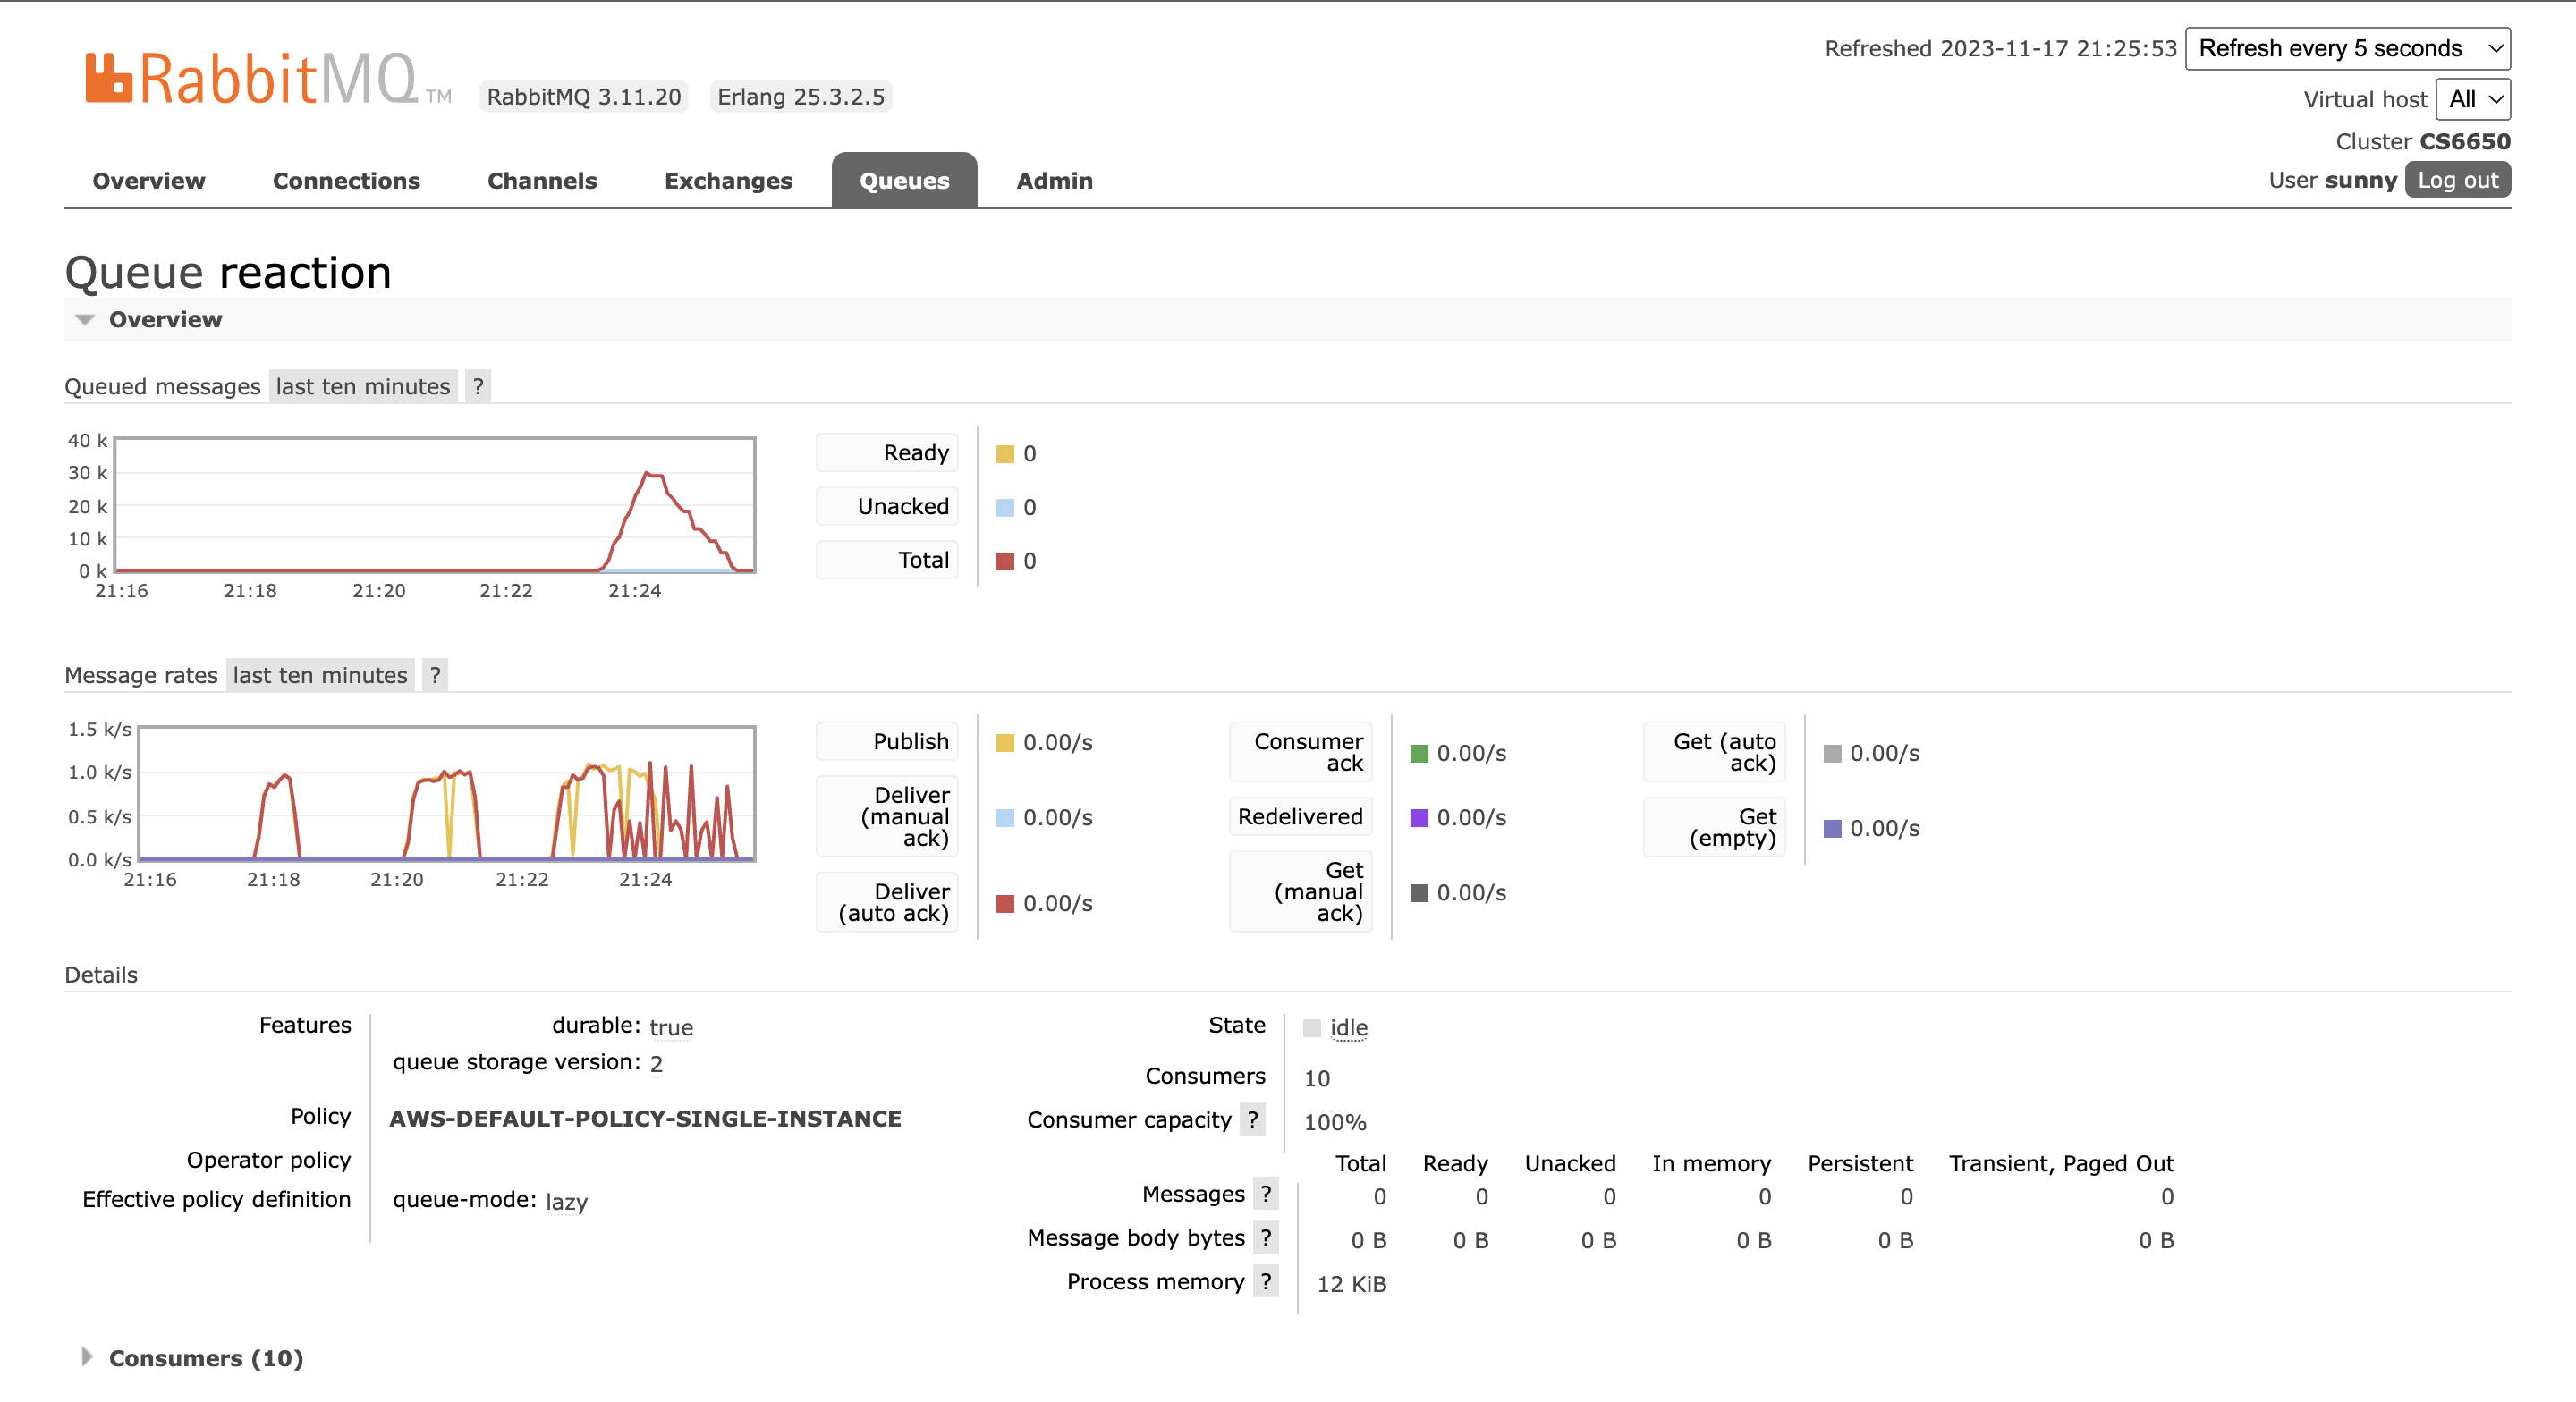 RabbitMQ TM RabbitMQ 3.11.20 Erlang 25.3.2.5
Refreshed 2023-11-17 21:25:53 Refresh every 5 seconds
Virtual host All
Cluster CS6650
User sunny Log out
Overview Connections Channels Exchanges Queues Admin
Queue reaction
Overview
Queued messages last ten minutes ?
40 k
30 k
20 k
10 k
0 k
21:16 21:18 21:20 21:22 21:24
Ready 0
Unacked 0
Total 0
Message rates last ten minutes ?
1.5 k/s
1.0 k/s
0.5 k/s
0.0 k/s
21:16 21:18 21:20 21:22 21:24
Publish 0.00/s
Deliver
(manual 0.00/s
ack)
Deliver
(auto ack) 0.00/s
Consumer
ack 0.00/s
Redelivered 0.00/s
Get
(manual 0.00/s
ack)
Get (auto
ack) 0.00/s
Get
(empty) 0.00/s
Details
Features durable: true
queue storage version: 2
Policy AWS-DEFAULT-POLICY-SINGLE-INSTANCE
Operator policy
Effective policy definition queue-mode: lazy
State idle
Consumers 10
Consumer capacity ? 100%
Total Ready Unacked In memory Persistent Transient, Paged Out
Messages ? 0 0 0 0 0 0
Message body bytes ? 0 B 0 B 0 B 0 B 0 B 0 B
Process memory ? 12 KiB
Consumers (10)